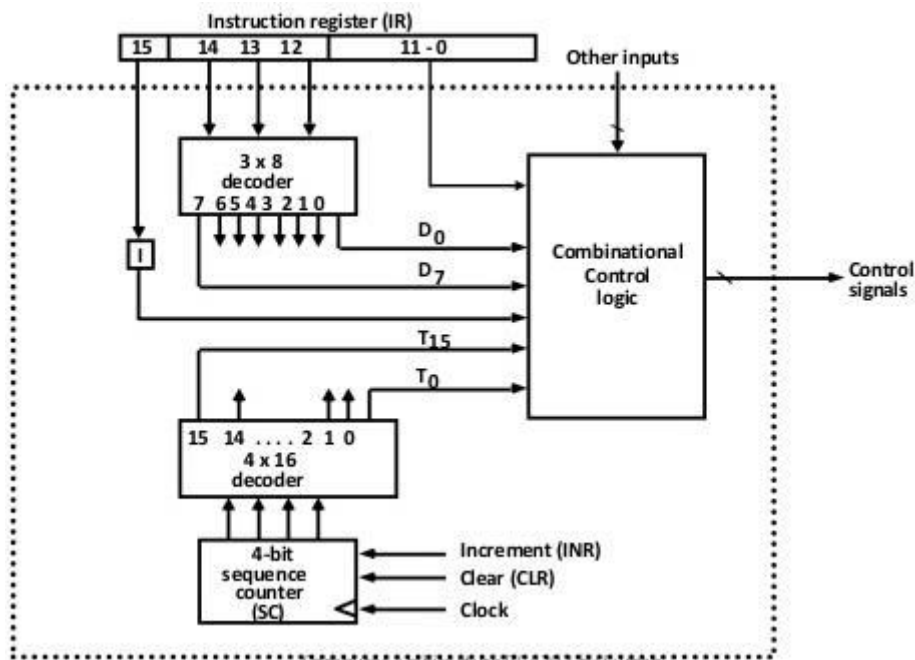 Instruction register (IR)
15 14 13 12 11 - 0
Other inputs
3 x 8
decoder
7 6 5 4 3 2 1 0
D0
I
D7
Combinational
Control
logic
Control
signals
T15
T0
15 14 . . . . 2 1 0
4 x 16
decoder
4-bit
sequence
counter
(SC)
Increment (INR)
Clear (CLR)
Clock